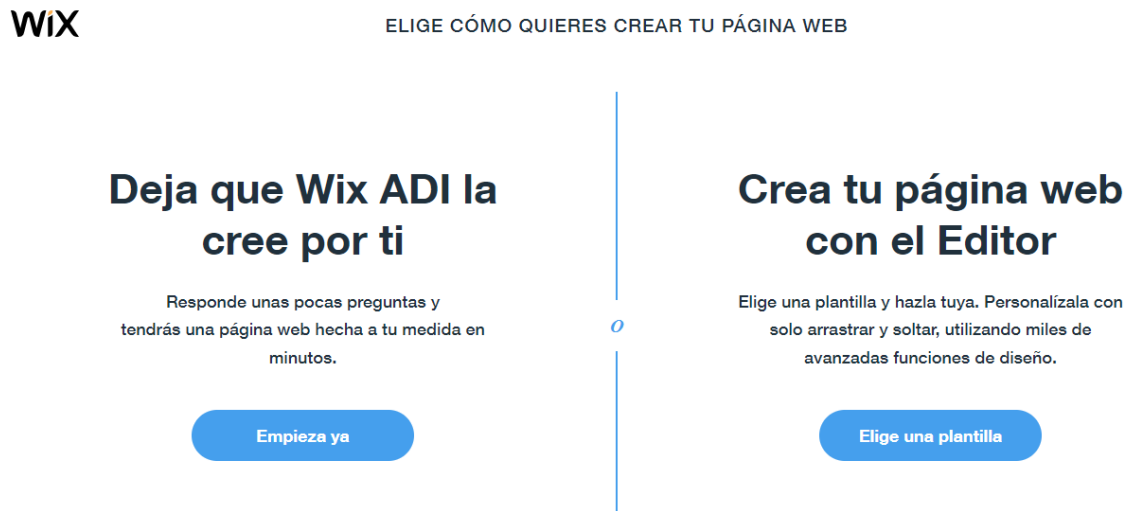 WiX
ELIGE CÓMO QUIERES CREAR TU PÁGINA WEB
Deja que Wix ADI la
cree por ti
Responde unas pocas preguntas y
tendrás una página web hecha a tu medida en
minutos.
Empieza ya
o
Crea tu página web
con el Editor
Elige una plantilla y hazla tuya. Personalízala con
solo arrastrar y soltar, utilizando miles de
avanzadas funciones de diseño.
Elige una plantilla